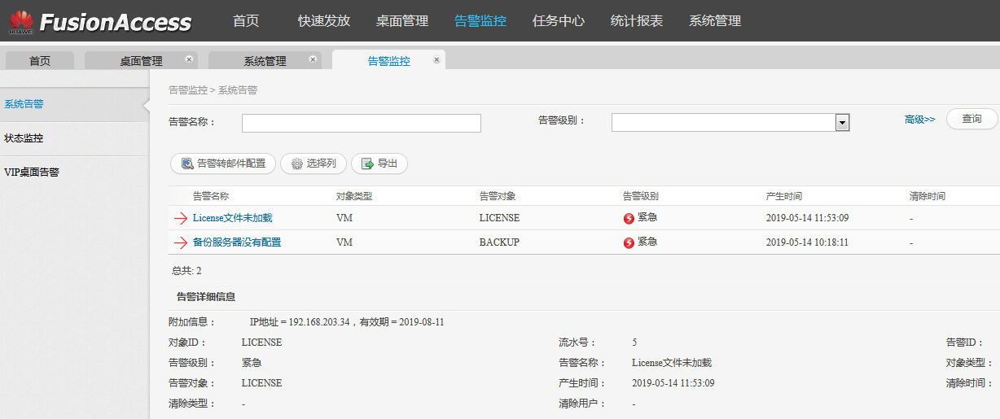 HUAWEI FusionAccess 首页 快速发放 桌面管理 告警监控 任务中心 统计报表 系统管理
首页 桌面管理 系统管理 告警监控
系统告警
状态监控
VIP桌面告警
告警监控 > 系统告警
告警名称： 告警级别： 高级>> 查询
告警转邮件配置 选择列 导出
告警名称 对象类型 告警对象 告警级别 产生时间 清除时间
License文件未加载 VM LICENSE 紧急 2019-05-14 11:53:09 -
备份服务器没有配置 VM BACKUP 紧急 2019-05-14 10:18:11 -
总共: 2
告警详细信息
附加信息： IP地址 = 192.168.203.34，有效期 = 2019-08-11
对象ID： LICENSE 流水号： 5 告警ID：
告警级别： 紧急 告警名称： License文件未加载 对象类型：
告警对象： LICENSE 产生时间： 2019-05-14 11:53:09 清除时间：
清除类型： - 清除用户： -